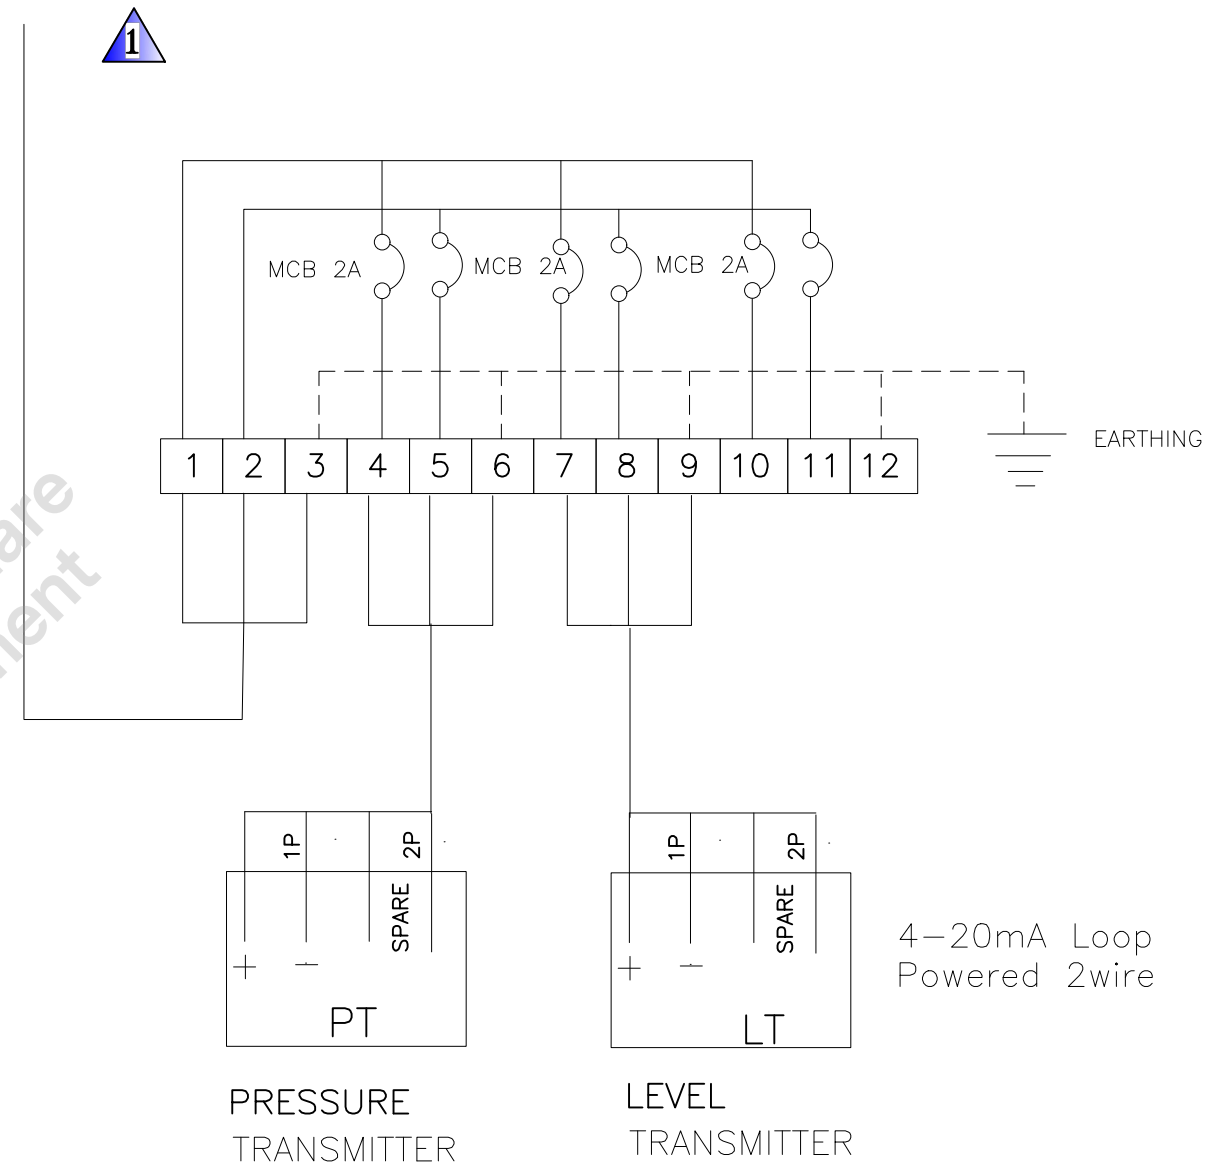 1
MCB 2A MCB 2A MCB 2A
EARTHING
1 2 3 4 5 6 7 8 9 10 11 12
1P 2P 1P 2P
SPARE SPARE
+ − + −
4-20mA Loop
Powered 2wire
PT LT
PRESSURE
TRANSMITTER
LEVEL
TRANSMITTER